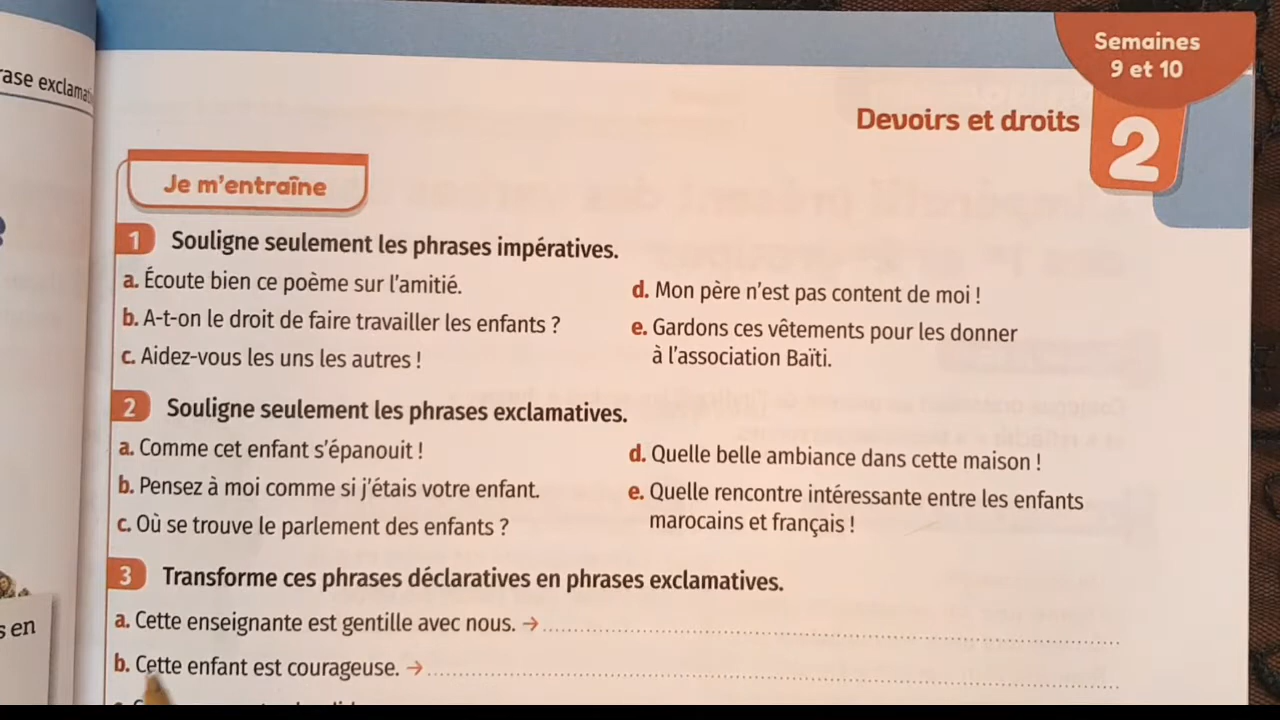 rase exclama
s en
Semaines
9 et 10
Devoirs et droits
2
Je m'entraîne
1 Souligne seulement les phrases impératives.
a. Écoute bien ce poème sur l'amitié.
b. A-t-on le droit de faire travailler les enfants ?
c. Aidez-vous les uns les autres !
d. Mon père n'est pas content de moi !
e. Gardons ces vêtements pour les donner
à l'association Baïti.
2 Souligne seulement les phrases exclamatives.
a. Comme cet enfant s'épanouit !
b. Pensez à moi comme si j'étais votre enfant.
c. Où se trouve le parlement des enfants ?
d. Quelle belle ambiance dans cette maison !
e. Quelle rencontre intéressante entre les enfants
marocains et français !
3 Transforme ces phrases déclaratives en phrases exclamatives.
a. Cette enseignante est gentille avec nous. →
b. Cette enfant est courageuse. →